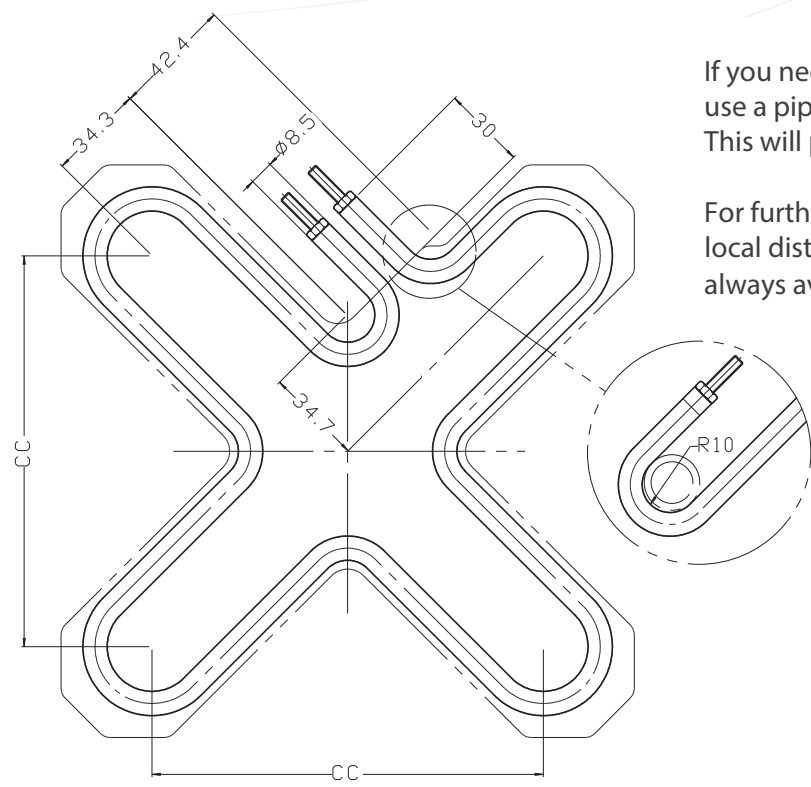 42.4
34.3
ø8.5
30
34.7
CC
CC
R10
If you nee
use a pip
This will p
For furth
local dist
always av